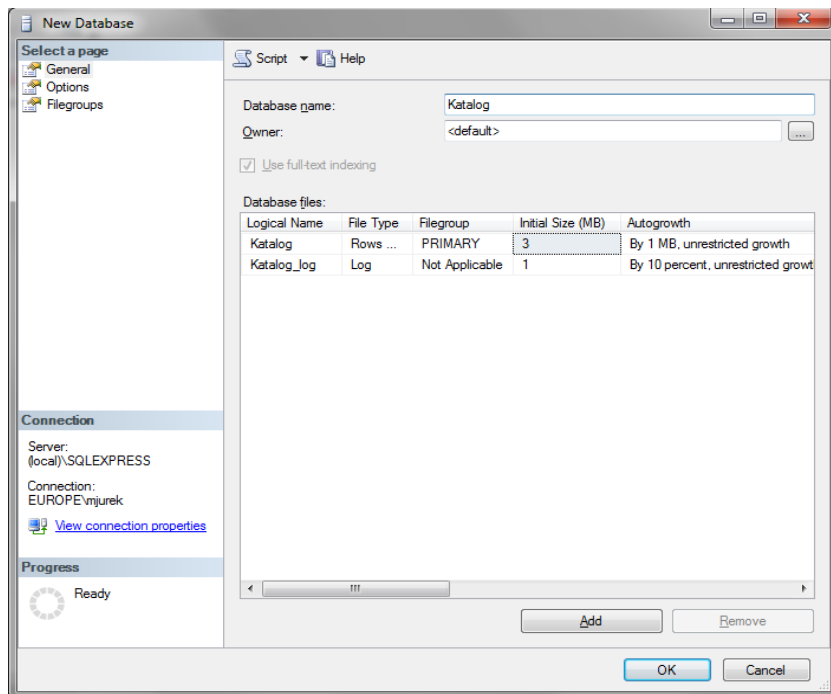 New Database
Select a page
General
Options
Filegroups
Script
Help
Database name:
Katalog
Owner:
<default>
...
Use full-text indexing
Database files:
Logical Name File Type Filegroup Initial Size (MB) Autogrowth
Katalog Rows ... PRIMARY 3 By 1 MB, unrestricted growth
Katalog_log Log Not Applicable 1 By 10 percent, unrestricted growt
Connection
Server:
(local)\SQLEXPRESS
Connection:
EUROPE\mjurek
View connection properties
Progress
Ready
Add
Remove
OK
Cancel